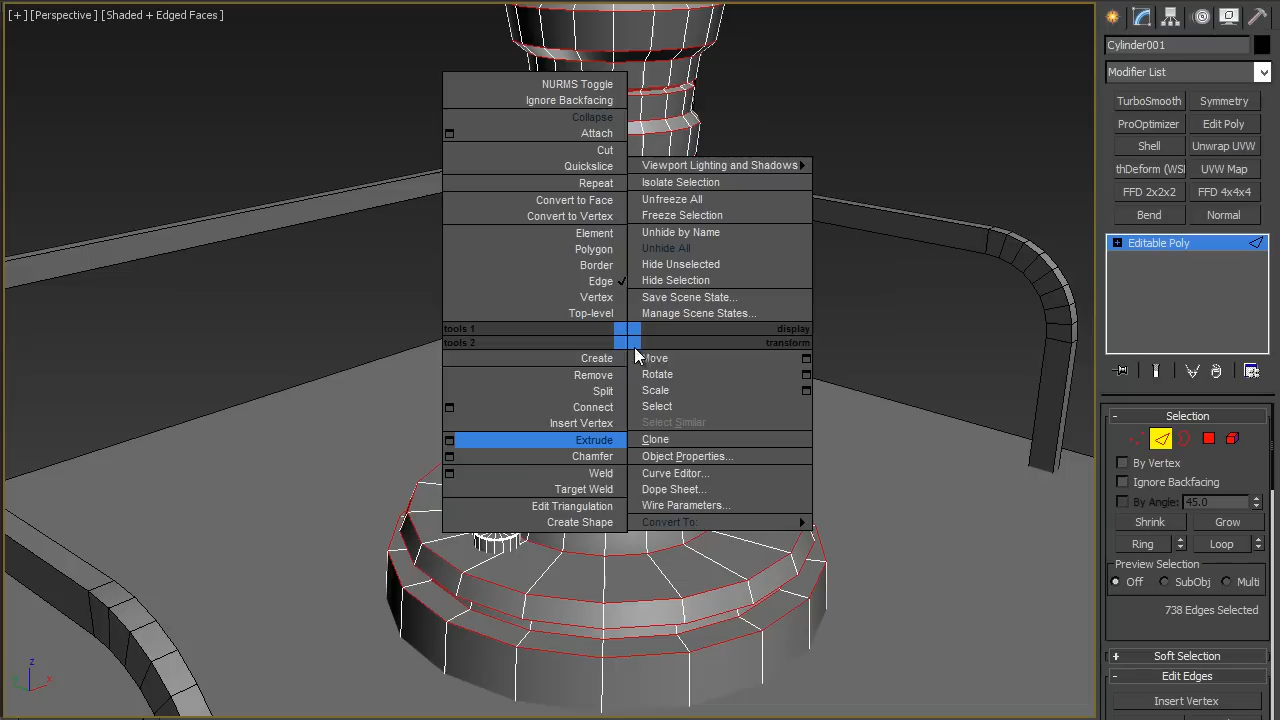 [ + ] [Perspective ] [ Shaded + Edged Faces ]
NURMS Toggle
Ignore Backfacing
Collapse
Attach
Cut
Quickslice
Repeat
Convert to Face
Convert to Vertex
Element
Polygon
Border
Edge
Vertex
Top-level
tools 1
tools 2
Create
Remove
Split
Connect
Insert Vertex
Extrude
Chamfer
Weld
Target Weld
Edit Triangulation
Create Shape
Viewport Lighting and Shadows
Isolate Selection
Unfreeze All
Freeze Selection
Unhide by Name
Unhide All
Hide Unselected
Hide Selection
Save Scene State...
Manage Scene States...
display
transform
Move
Rotate
Scale
Select
Select Similar
Clone
Object Properties...
Curve Editor...
Dope Sheet...
Wire Parameters...
Convert To:
z
x
Cylinder001
Modifier List
TurboSmooth Symmetry
ProOptimizer Edit Poly
Shell Unwrap UVW
thDeform (WS UVW Map
FFD 2x2x2 FFD 4x4x4
Bend Normal
Editable Poly
- Selection
By Vertex
Ignore Backfacing
By Angle: 45.0
Shrink Grow
Ring Loop
Preview Selection
Off SubObj Multi
738 Edges Selected
+ Soft Selection
- Edit Edges
Insert Vertex